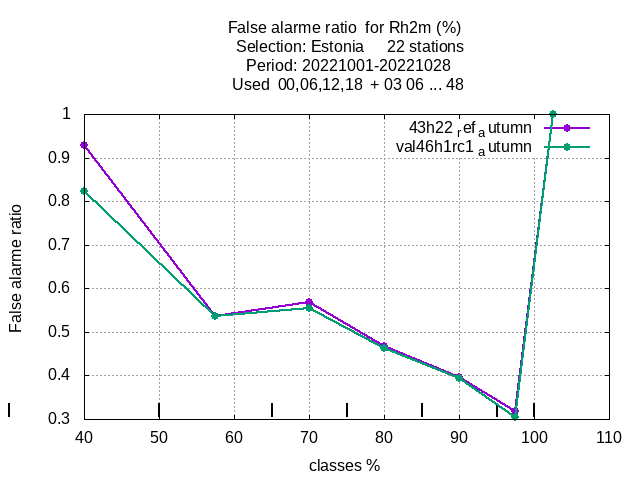 False alarme ratio for Rh2m (%)
Selection: Estonia 22 stations
Period: 20221001-20221028
Used 00,06,12,18 + 03 06 ... 48
43h22 ref a utumn
val46h1rc1 a utumn
1
0.9
0.8
0.7
0.6
0.5
0.4
0.3
False alarme ratio
40 50 60 70 80 90 100 110
classes %